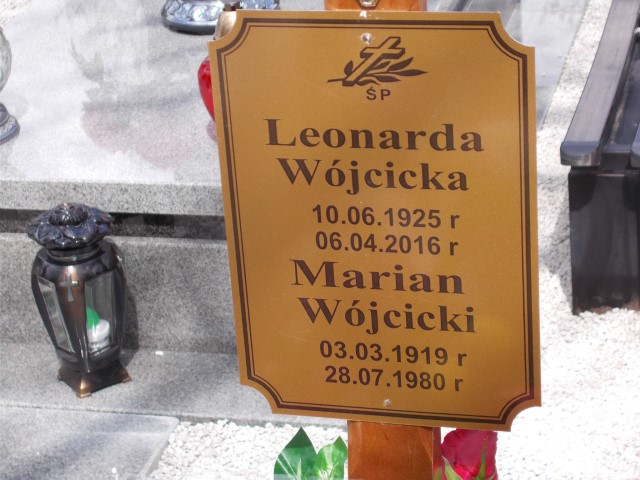 ŚP
Leonarda
Wójcicka
10.06.1925 r
06.04.2016 r
Marian
Wójcicki
03.03.1919 r
28.07.1980 r